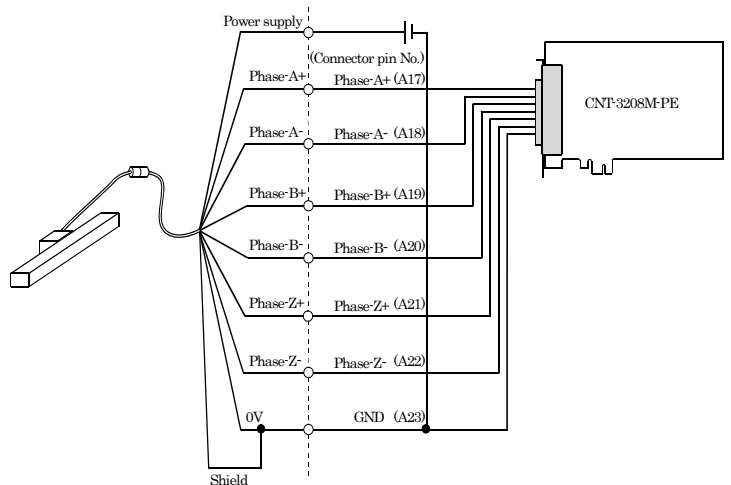 Power supply
(Connector pin No.)
Phase-A+ Phase-A+ (A17)
CNT-3208M-PE
Phase-A- Phase-A- (A18)
Phase-B+ Phase-B+ (A19)
Phase-B- Phase-B- (A20)
Phase-Z+ Phase-Z+ (A21)
Phase-Z- Phase-Z- (A22)
0V GND (A23)
Shield